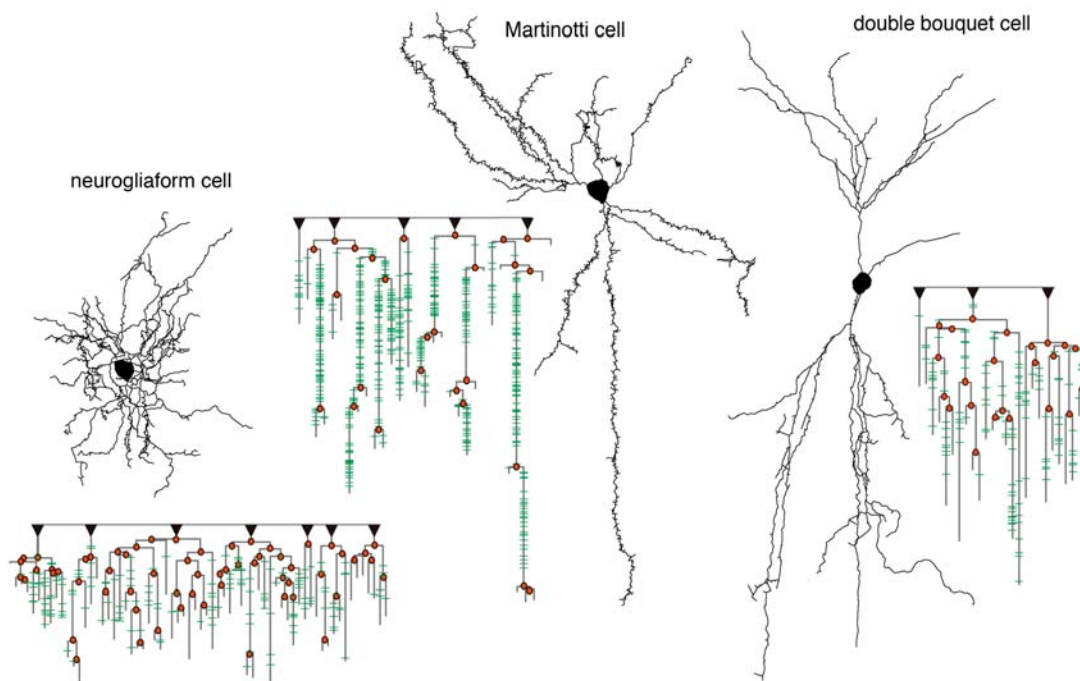 Martinotti cell
double bouquet cell
neurogliaform cell